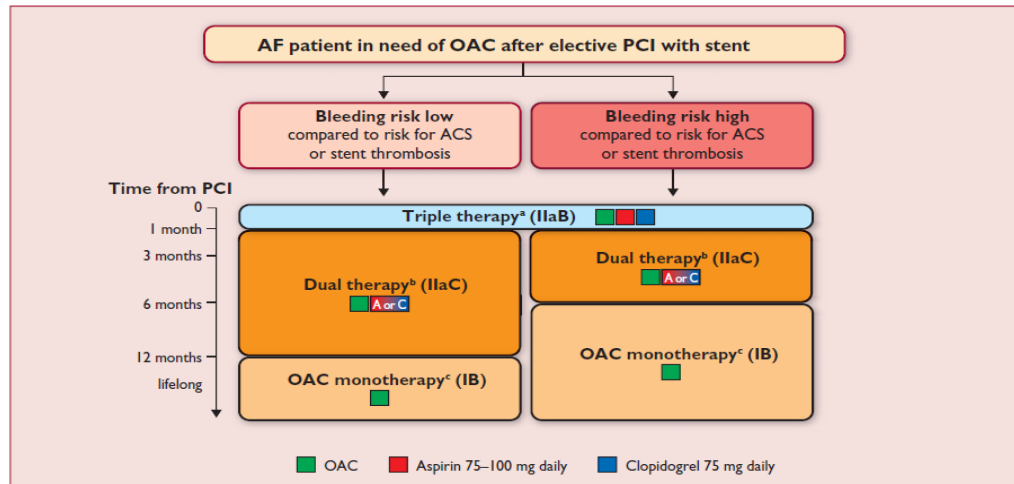 AF patient in need of OAC after elective PCI with stent
Bleeding risk low
compared to risk for ACS
or stent thrombosis
Bleeding risk high
compared to risk for ACS
or stent thrombosis
Time from PCI
0
1 month
3 months
6 months
12 months
lifelong
Triple therapyᵃ (IIaB)
Dual therapyᵇ (IIaC)
A or C
OAC monotherapyᶜ (IB)
Dual therapyᵇ (IIaC)
A or C
OAC monotherapyᶜ (IB)
OAC
Aspirin 75–100 mg daily
Clopidogrel 75 mg daily